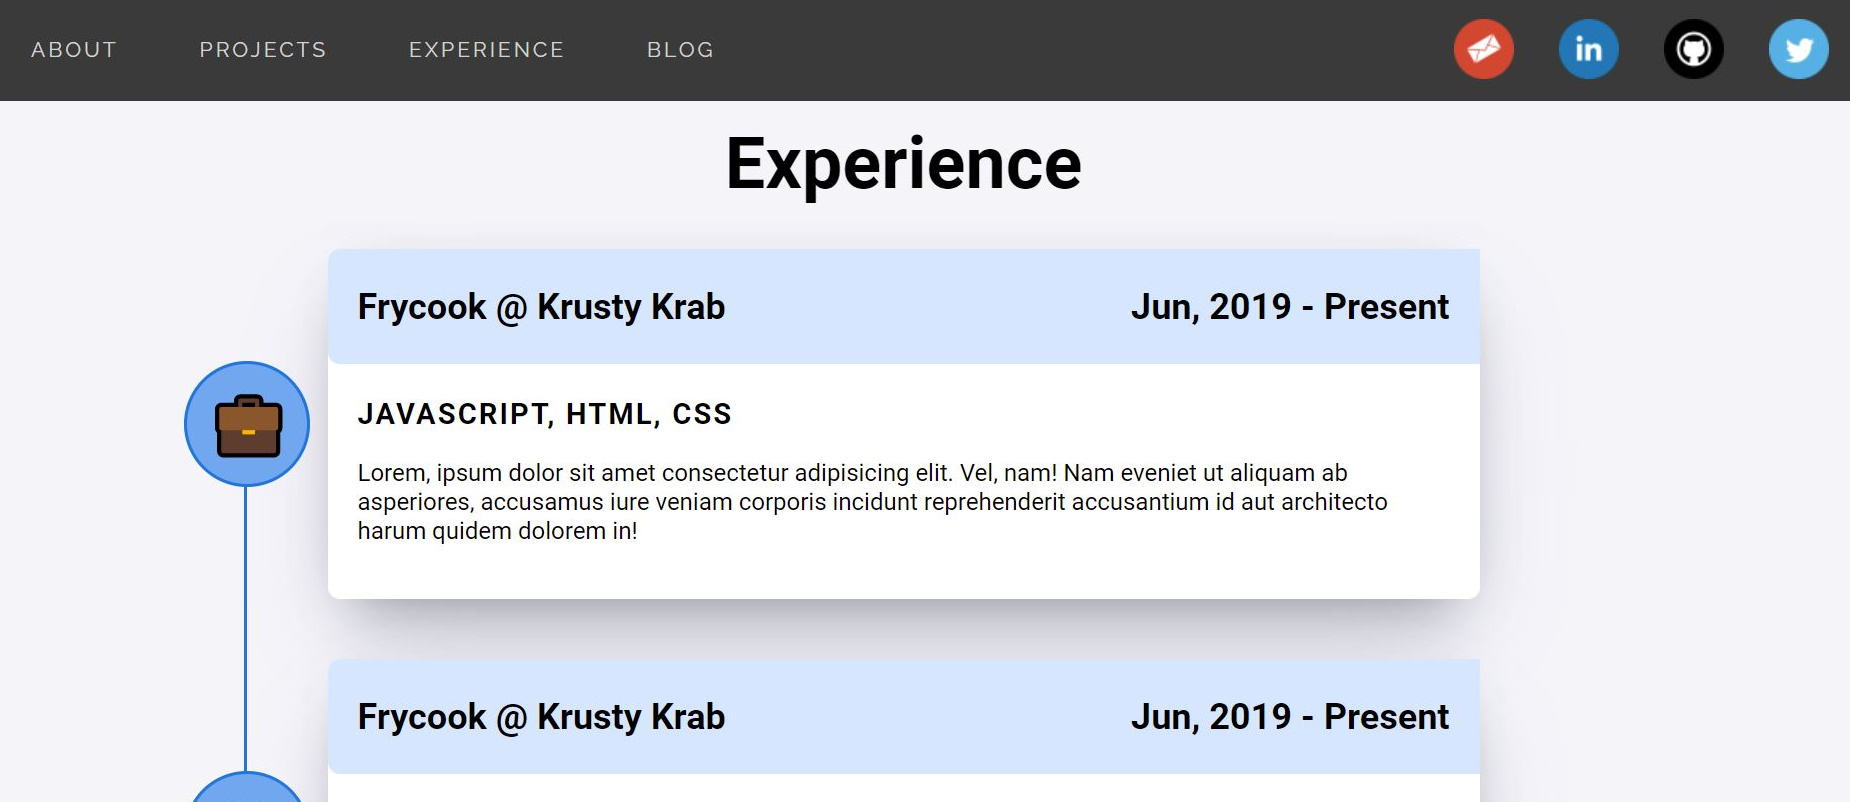 ABOUT PROJECTS EXPERIENCE BLOG in
Experience
Frycook @ Krusty Krab Jun, 2019 - Present
JAVASCRIPT, HTML, CSS
Lorem, ipsum dolor sit amet consectetur adipisicing elit. Vel, nam! Nam eveniet ut aliquam ab
asperiores, accusamus iure veniam corporis incidunt reprehenderit accusantium id aut architecto
harum quidem dolorem in!
Frycook @ Krusty Krab Jun, 2019 - Present